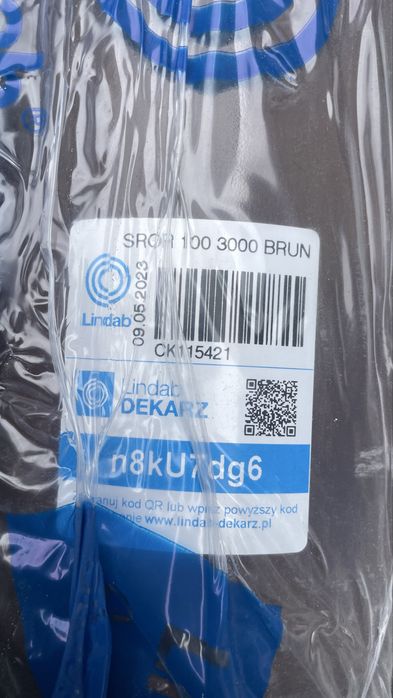 SROR 100 3000 BRUN
Lindab
09.05.2023
CK115421
Lindab
DEKARZ
n8kU7dg6
kod QR lub wpisz powyższy kod
www.lindab-dekarz.pl